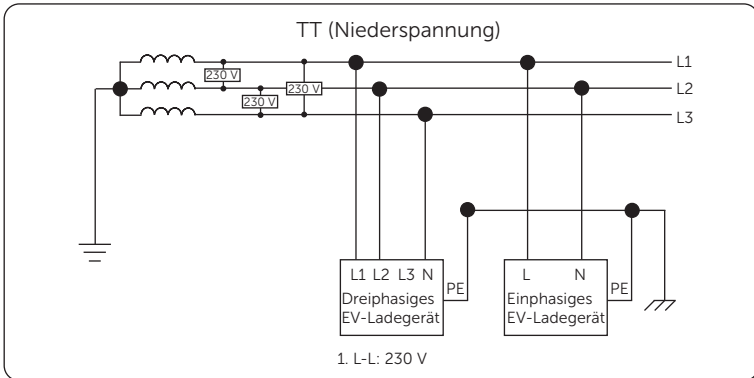 TT (Niederspannung)
L1
230 V
230 V
L2
230 V
L3
L1 L2 L3 N
PE
L N
PE
Dreiphasiges
EV-Ladegerät
Einphasiges
EV-Ladegerät
1. L-L: 230 V